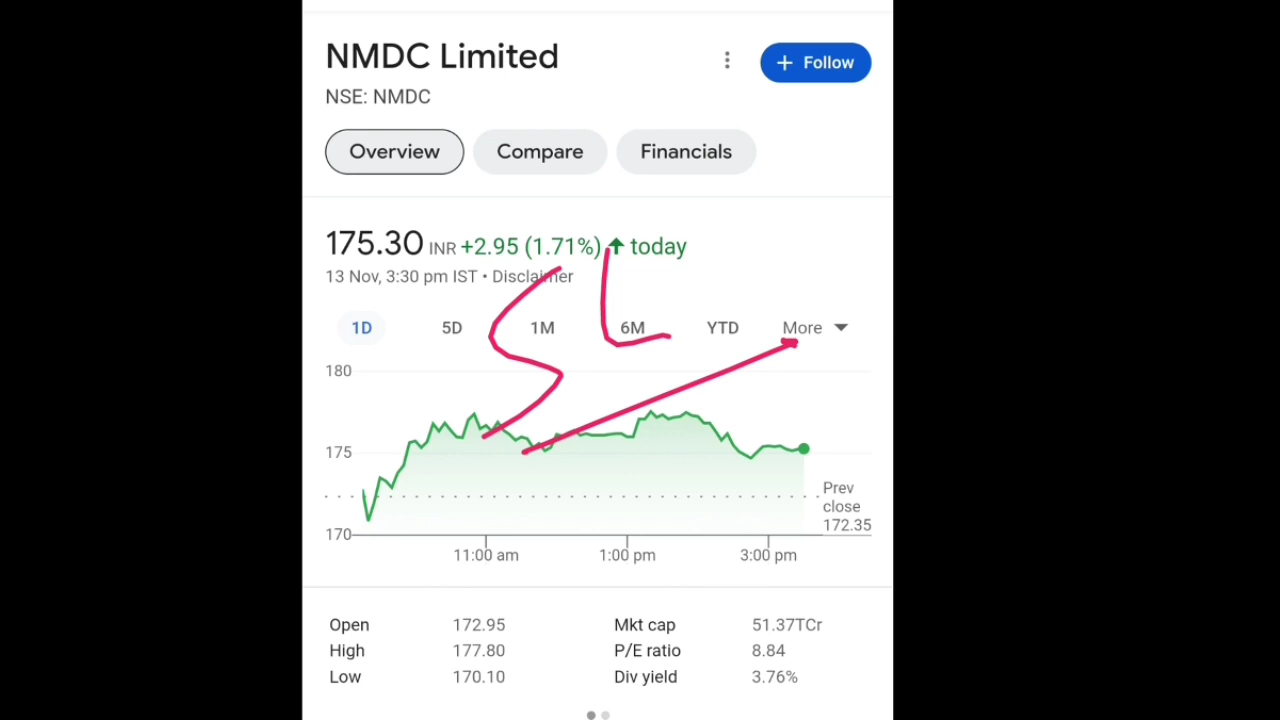 NMDC Limited
+ Follow
NSE: NMDC
Overview Compare Financials
175.30 INR +2.95 (1.71%) ↑ today
13 Nov, 3:30 pm IST • Disclaimer
1D 5D 1M 6M YTD More
180
175
170
Prev
close
172.35
11:00 am 1:00 pm 3:00 pm
Open 172.95 Mkt cap 51.37TCr
High 177.80 P/E ratio 8.84
Low 170.10 Div yield 3.76%
SL